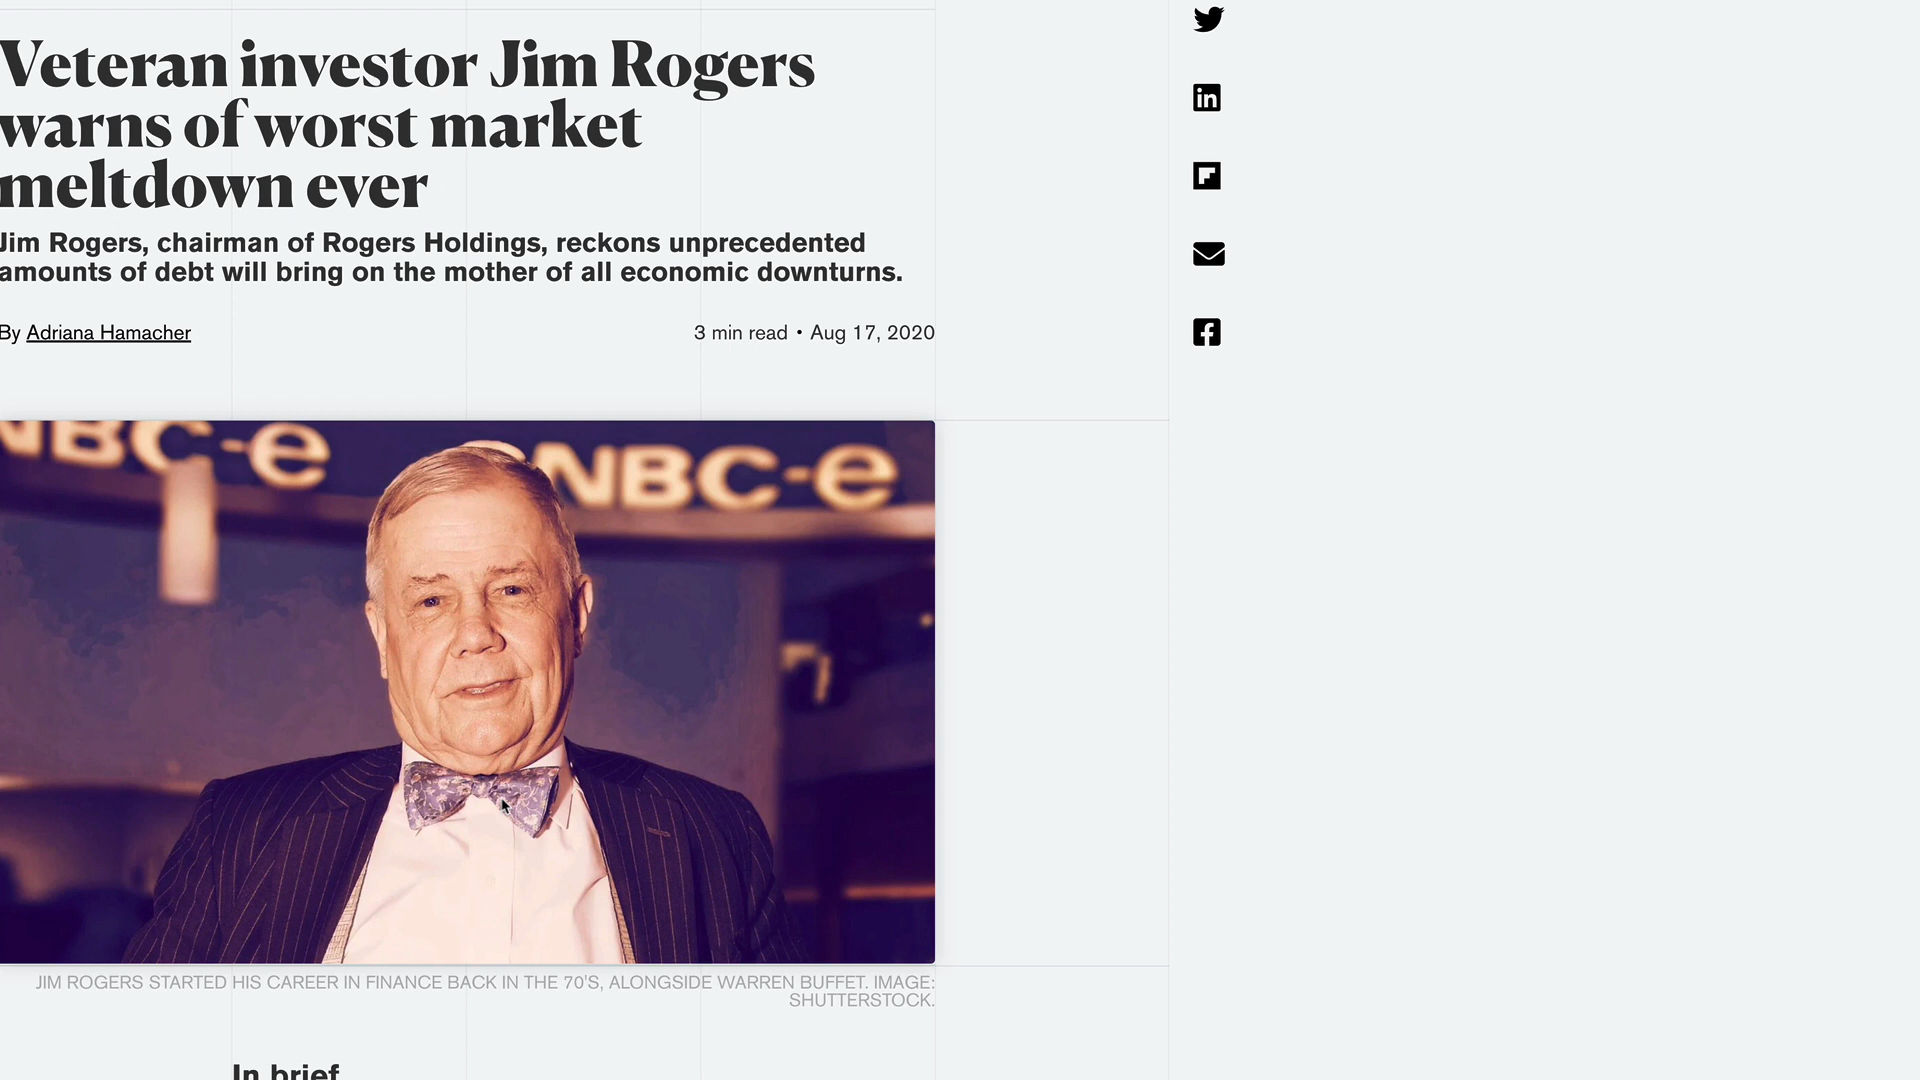 Veteran investor Jim Rogers
warns of worst market
meltdown ever
Jim Rogers, chairman of Rogers Holdings, reckons unprecedented
amounts of debt will bring on the mother of all economic downturns.
By Adriana Hamacher
3 min read • Aug 17, 2020
NBC-e NBC-e
JIM ROGERS STARTED HIS CAREER IN FINANCE BACK IN THE 70'S, ALONGSIDE WARREN BUFFET. IMAGE:
SHUTTERSTOCK.
In brief